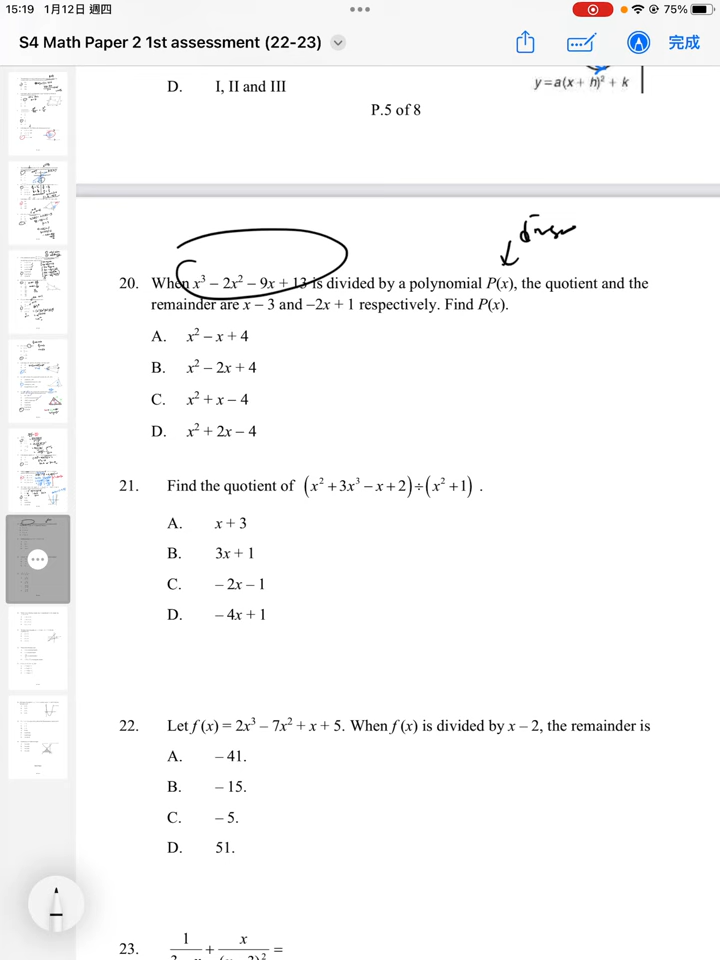 15:19 1月12日 週四
75%
S4 Math Paper 2 1st assessment (22-23)
完成
D. I, II and III
y=a(x+h)² + k
P.5 of 8
20. When x³ – 2x² – 9x + 13 is divided by a polynomial P(x), the quotient and the
remainder are x – 3 and –2x + 1 respectively. Find P(x).
A. x² – x + 4
B. x² – 2x + 4
C. x² + x – 4
D. x² + 2x – 4
21. Find the quotient of (x² +3x³ – x + 2)÷(x² +1) .
A. x + 3
B. 3x + 1
C. – 2x – 1
D. – 4x + 1
22. Let f (x) = 2x³ – 7x² + x + 5. When f (x) is divided by x – 2, the remainder is
A. – 41.
B. – 15.
C. – 5.
D. 51.
23.